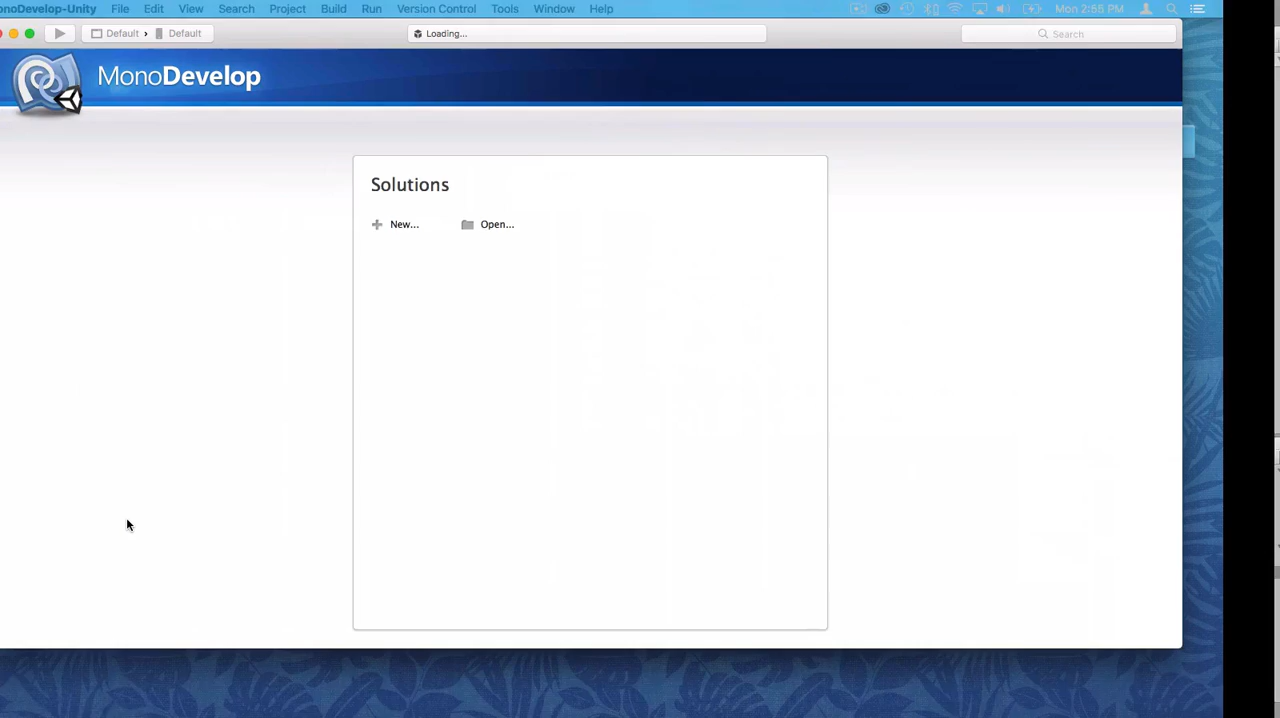 noDevelop-Unity File Edit View Search Project Build Run Version Control Tools Window Help Mon 2:55 PM
Default › Default Loading... Search
MonoDevelop
Solutions
New... Open...